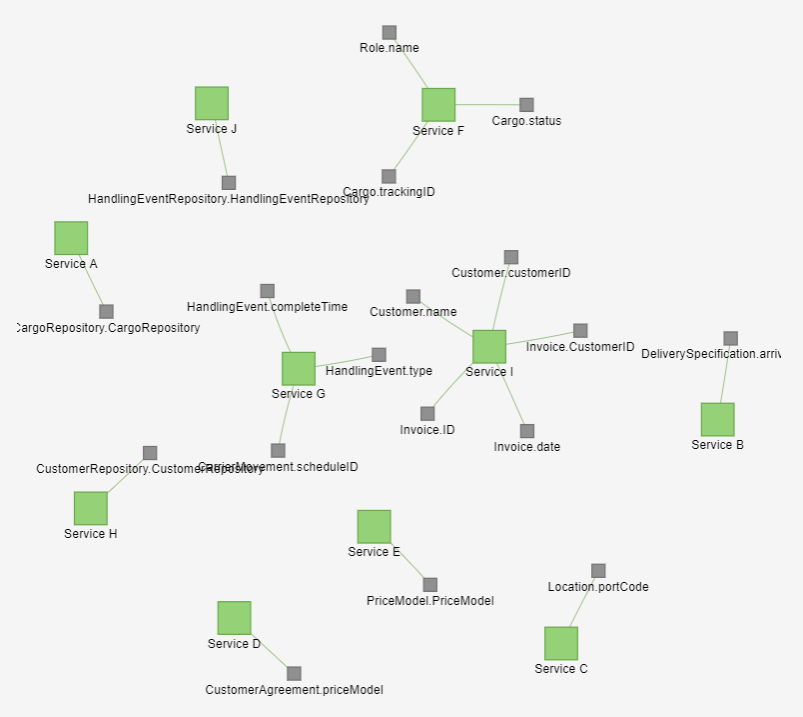 Role.name
Service J
Service F
Cargo.status
HandlingEventRepository.HandlingEventRepository
Cargo.trackingID
Service A
Customer.customerID
HandlingEvent.completeTime
Customer.name
CargoRepository.CargoRepository
Invoice.CustomerID
DeliverySpecification.arriv
HandlingEvent.type
Service I
Service G
Invoice.ID
Service B
Invoice.date
CustomerRepository.CustomerRepository
CarrierMovement.scheduleID
Service H
Service E
Location.portCode
PriceModel.PriceModel
Service D
Service C
CustomerAgreement.priceModel